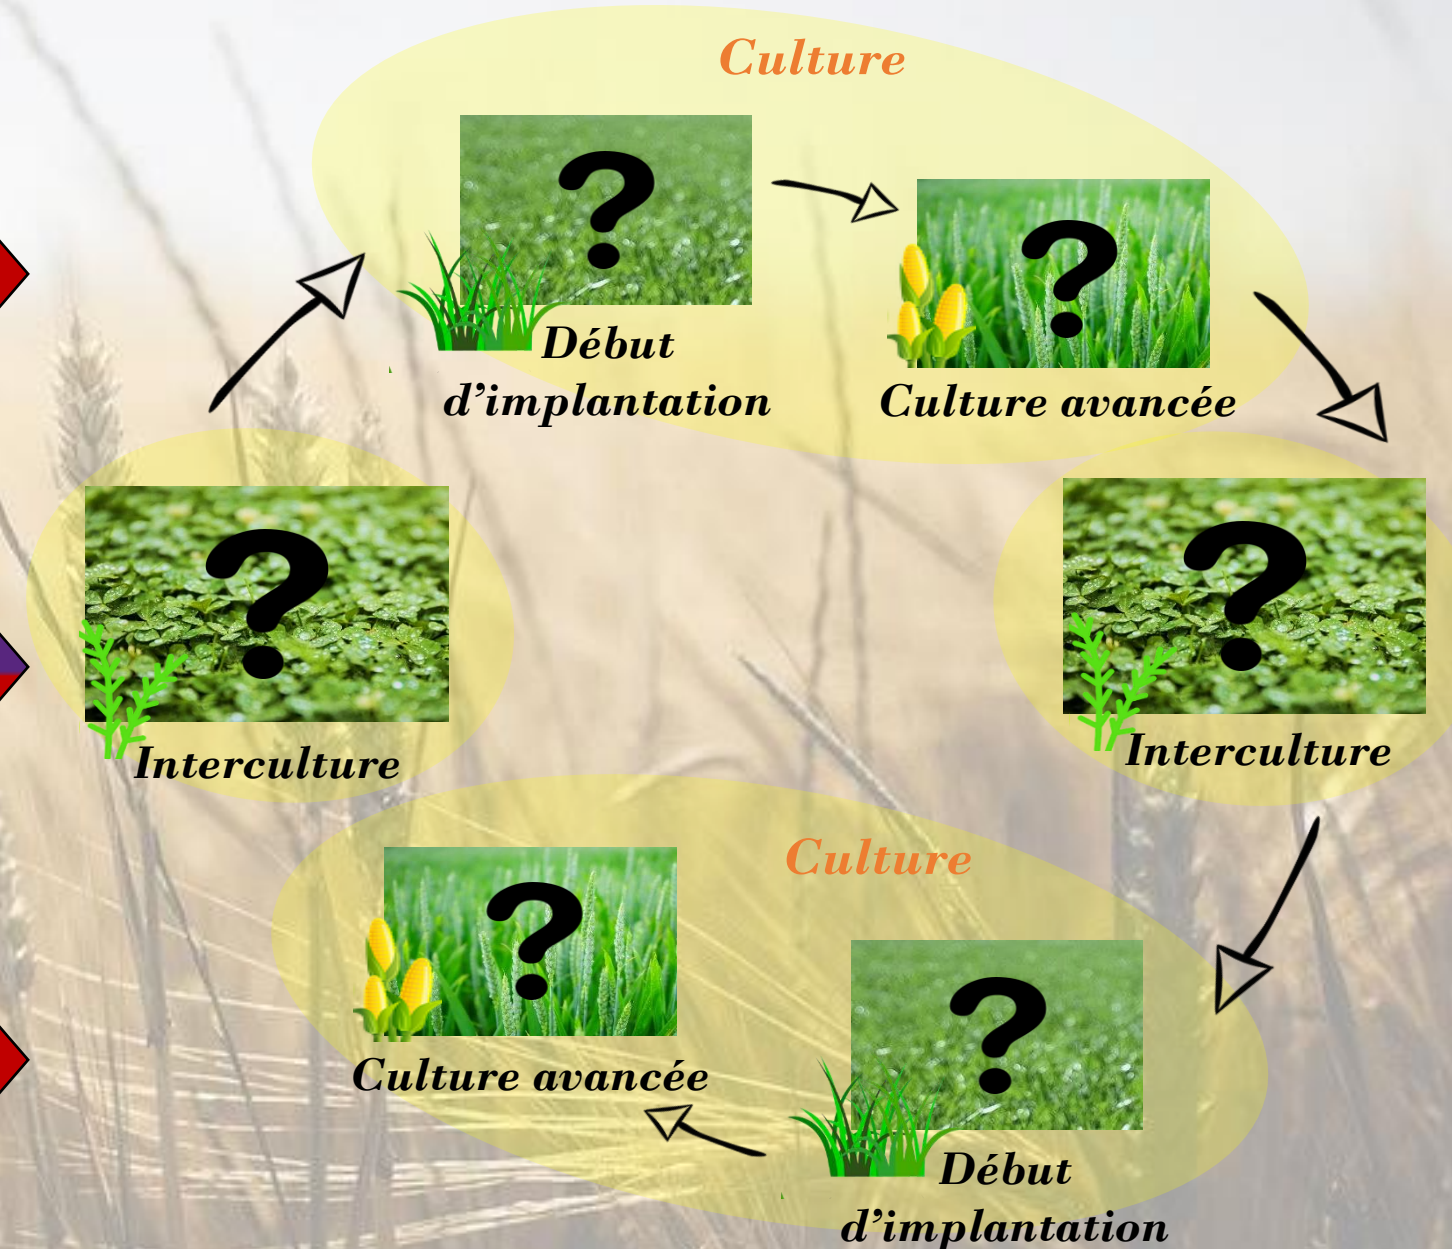 Culture
?
?
Début
d'implantation
Culture avancée
?
?
Interculture
Interculture
Culture
?
?
Culture avancée
Début
d'implantation